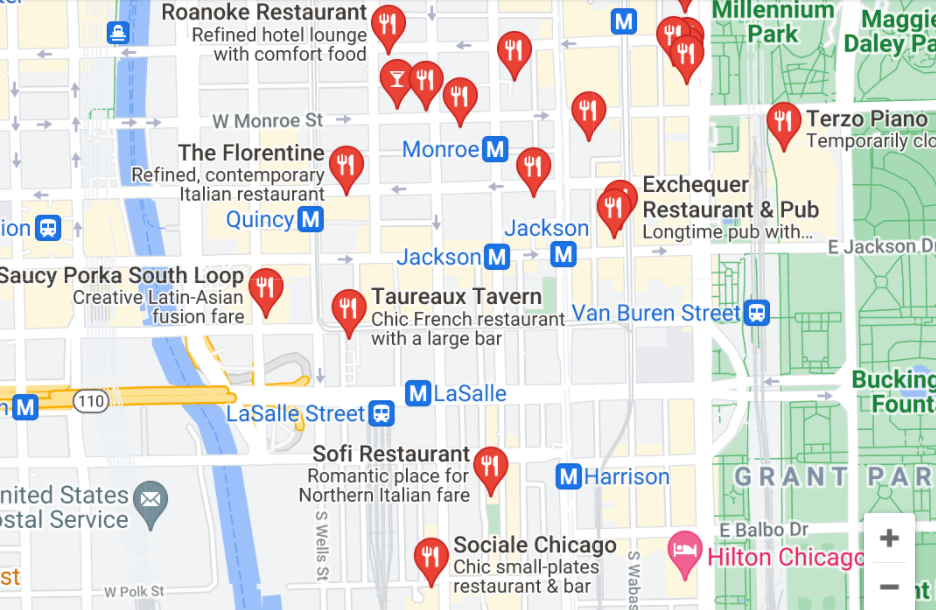 Roanoke Restaurant
Refined hotel lounge
with comfort food
M
Millennium
Park
Maggie
Daley Pa
W Monroe St
Monroe M
Terzo Piano
Temporarily clo
The Florentine
Refined, contemporary
Italian restaurant
Exchequer
Restaurant & Pub
Longtime pub with...
Quincy M
ion
Jackson
M
Jackson M
E Jackson Dr
Saucy Porka South Loop
Creative Latin-Asian
fusion fare
Taureaux Tavern
Chic French restaurant
with a large bar
Van Buren Street
110
M LaSalle
n M
LaSalle Street
Bucking
Fount
Sofi Restaurant
Romantic place for
Northern Italian fare
M Harrison
GRANT PAR
nited States
ostal Service
S Wells St
E Balbo Dr
Sociale Chicago
Chic small-plates
restaurant & bar
S Wabas
Hilton Chicago
+
−
st
W Polk St
nt